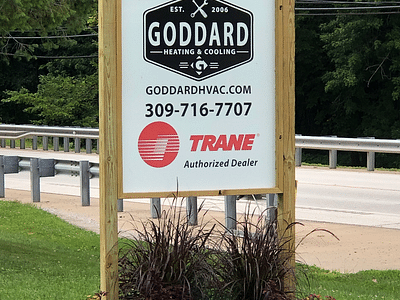 EST. 2006
GODDARD
HEATING & COOLING
G
GODDARDHVAC.COM
309-716-7707
TRANE®
Authorized Dealer